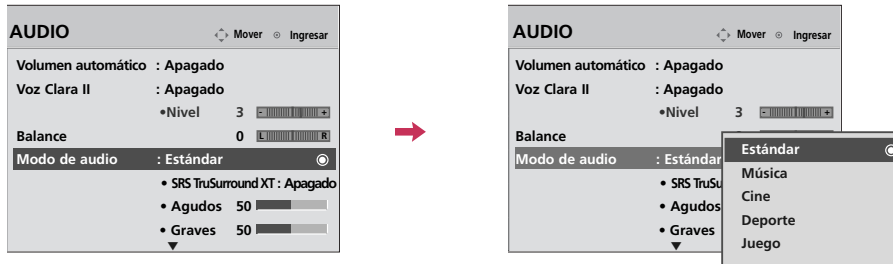 AUDIO
Mover
Ingresar
Volumen automático : Apagado
Voz Clara II : Apagado
•Nivel 3 - +
Balance 0 L R
Modo de audio : Estándar
• SRS TruSurround XT : Apagado
• Agudos 50
• Graves 50
AUDIO
Mover
Ingresar
Volumen automático : Apagado
Voz Clara II : Apagado
•Nivel 3 - +
Balance
Modo de audio : Estándar
• SRS TruSu
• Agudos
• Graves
Estándar
Música
Cine
Deporte
Juego